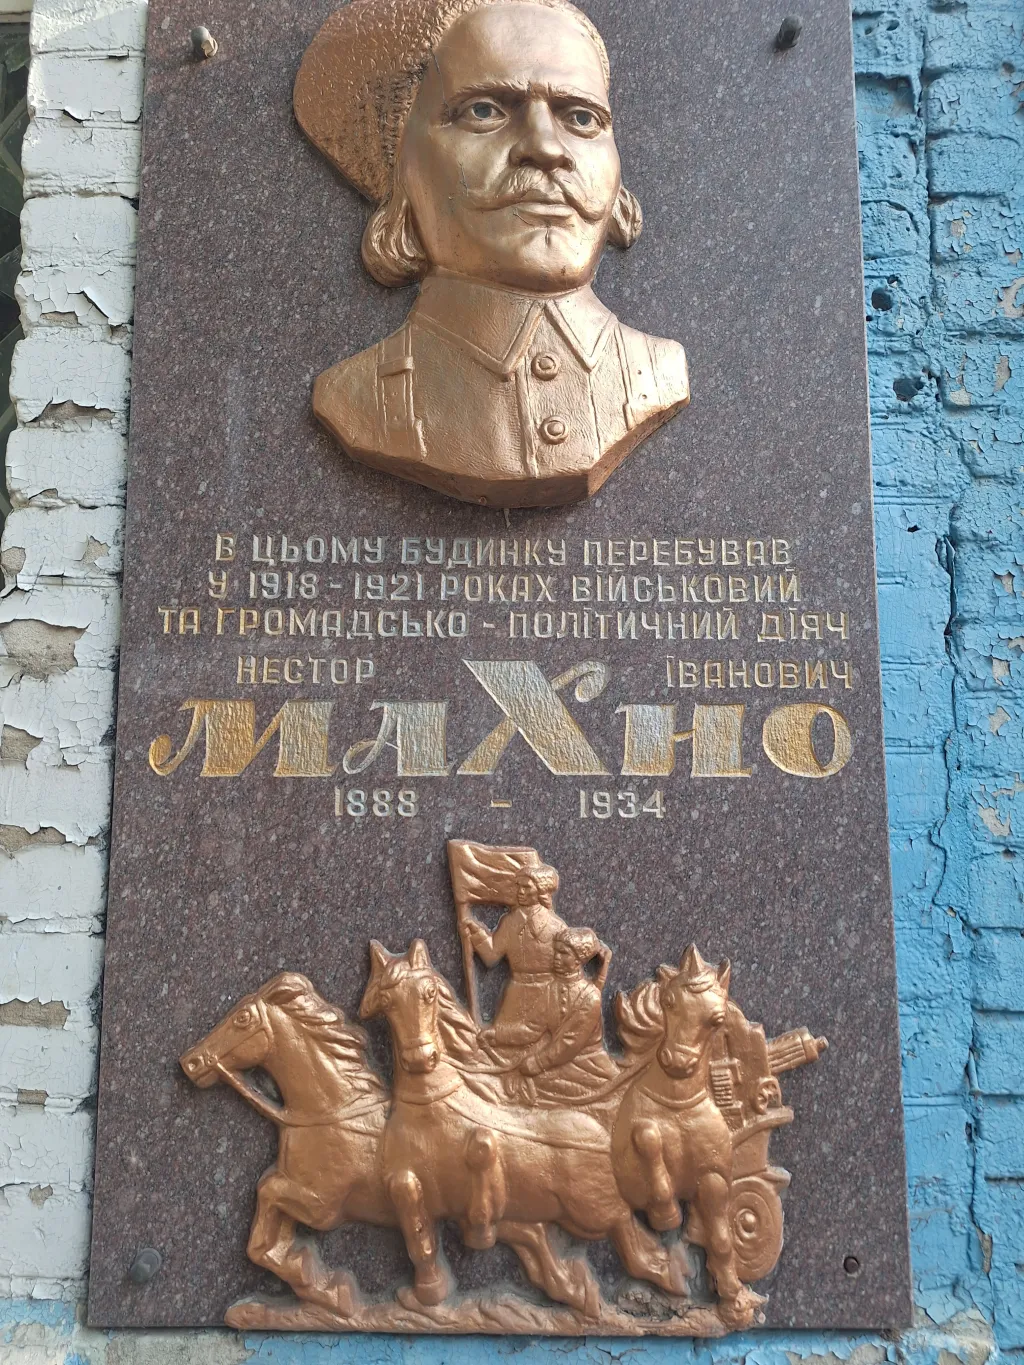 В ЦЬОМУ БУДИНКУ ПЕРЕБУВАВ
У 1918 - 1921 РОКАХ ВІЙСЬКОВИЙ
ТА ГРОМАДСЬКО - ПОЛІТИЧНИЙ ДІЯЧ
НЕСТОР ІВАНОВИЧ
МАХНО
1888 - 1934